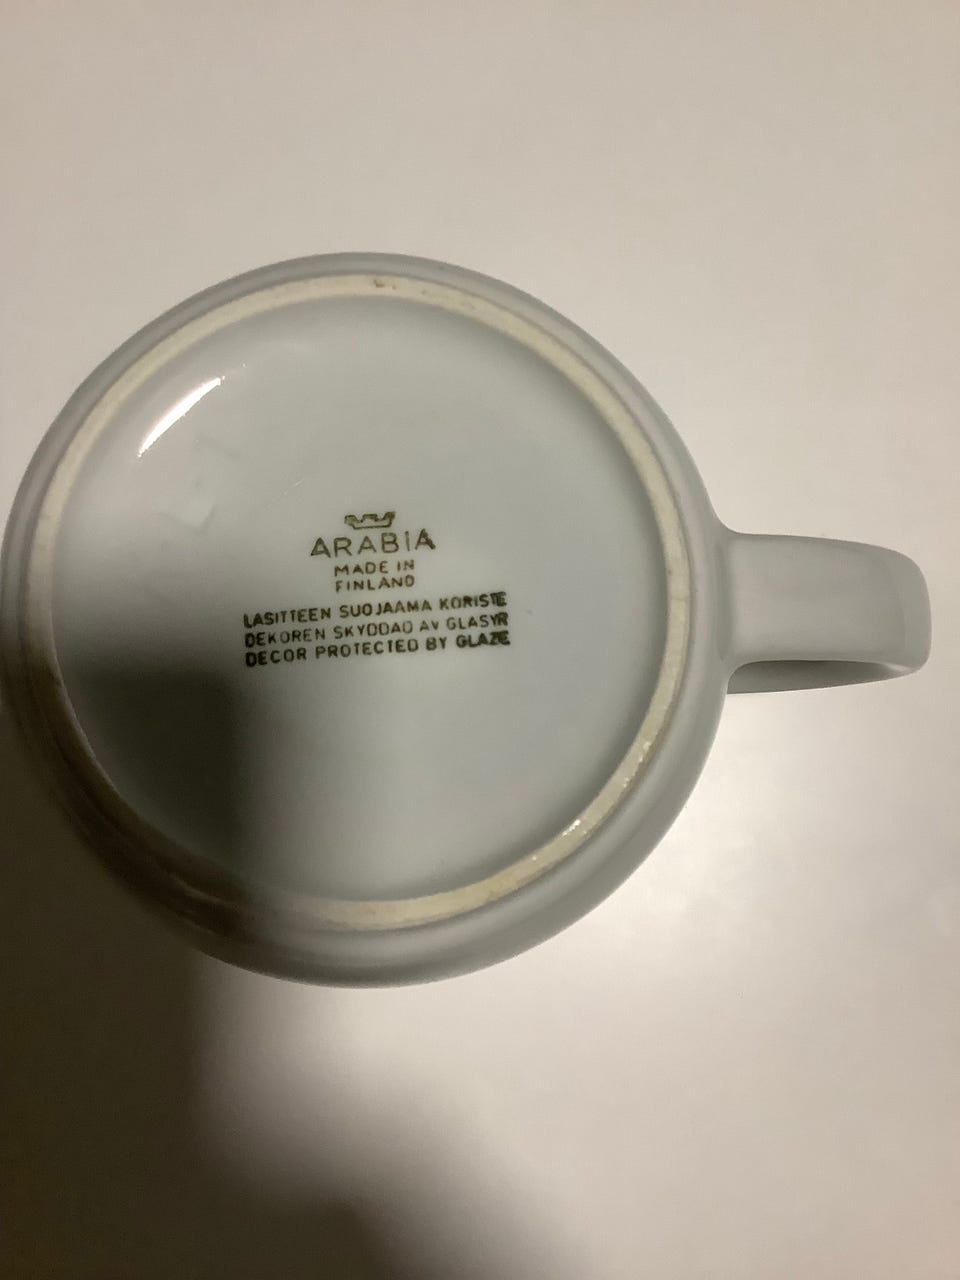 ARABIA
MADE IN
FINLAND
LASITTEEN SUOJAAMA KORISTE
DEKOREN SKYDDAD AV GLASYR
DECOR PROTECTED BY GLAZE